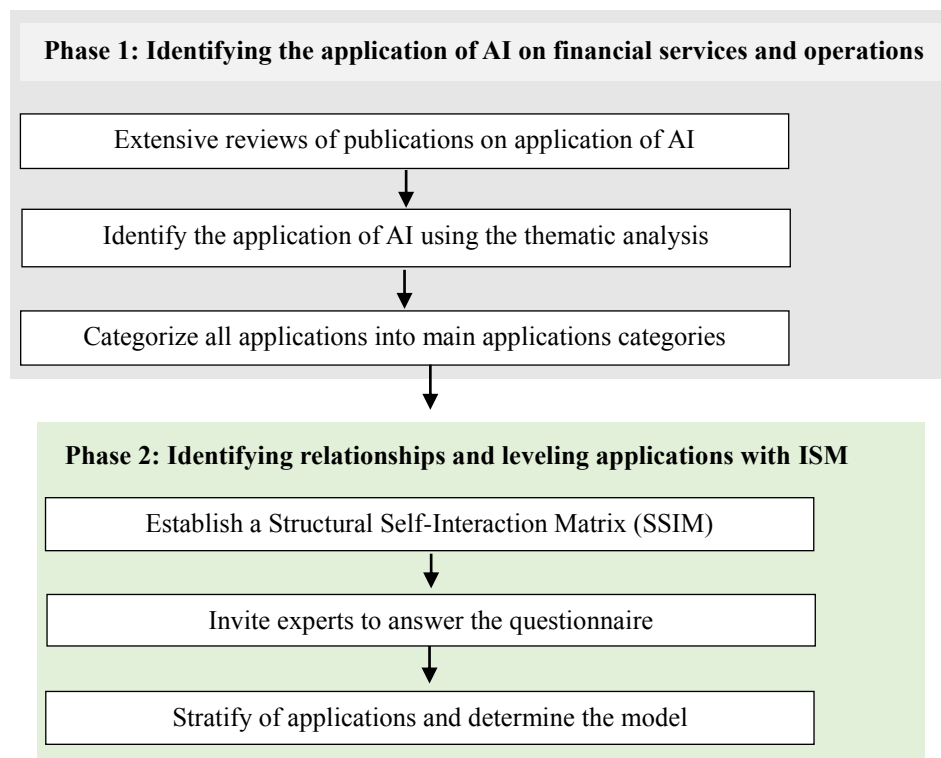 Phase 1: Identifying the application of AI on financial services and operations
Extensive reviews of publications on application of AI
Identify the application of AI using the thematic analysis
Categorize all applications into main applications categories
Phase 2: Identifying relationships and leveling applications with ISM
Establish a Structural Self-Interaction Matrix (SSIM)
Invite experts to answer the questionnaire
Stratify of applications and determine the model